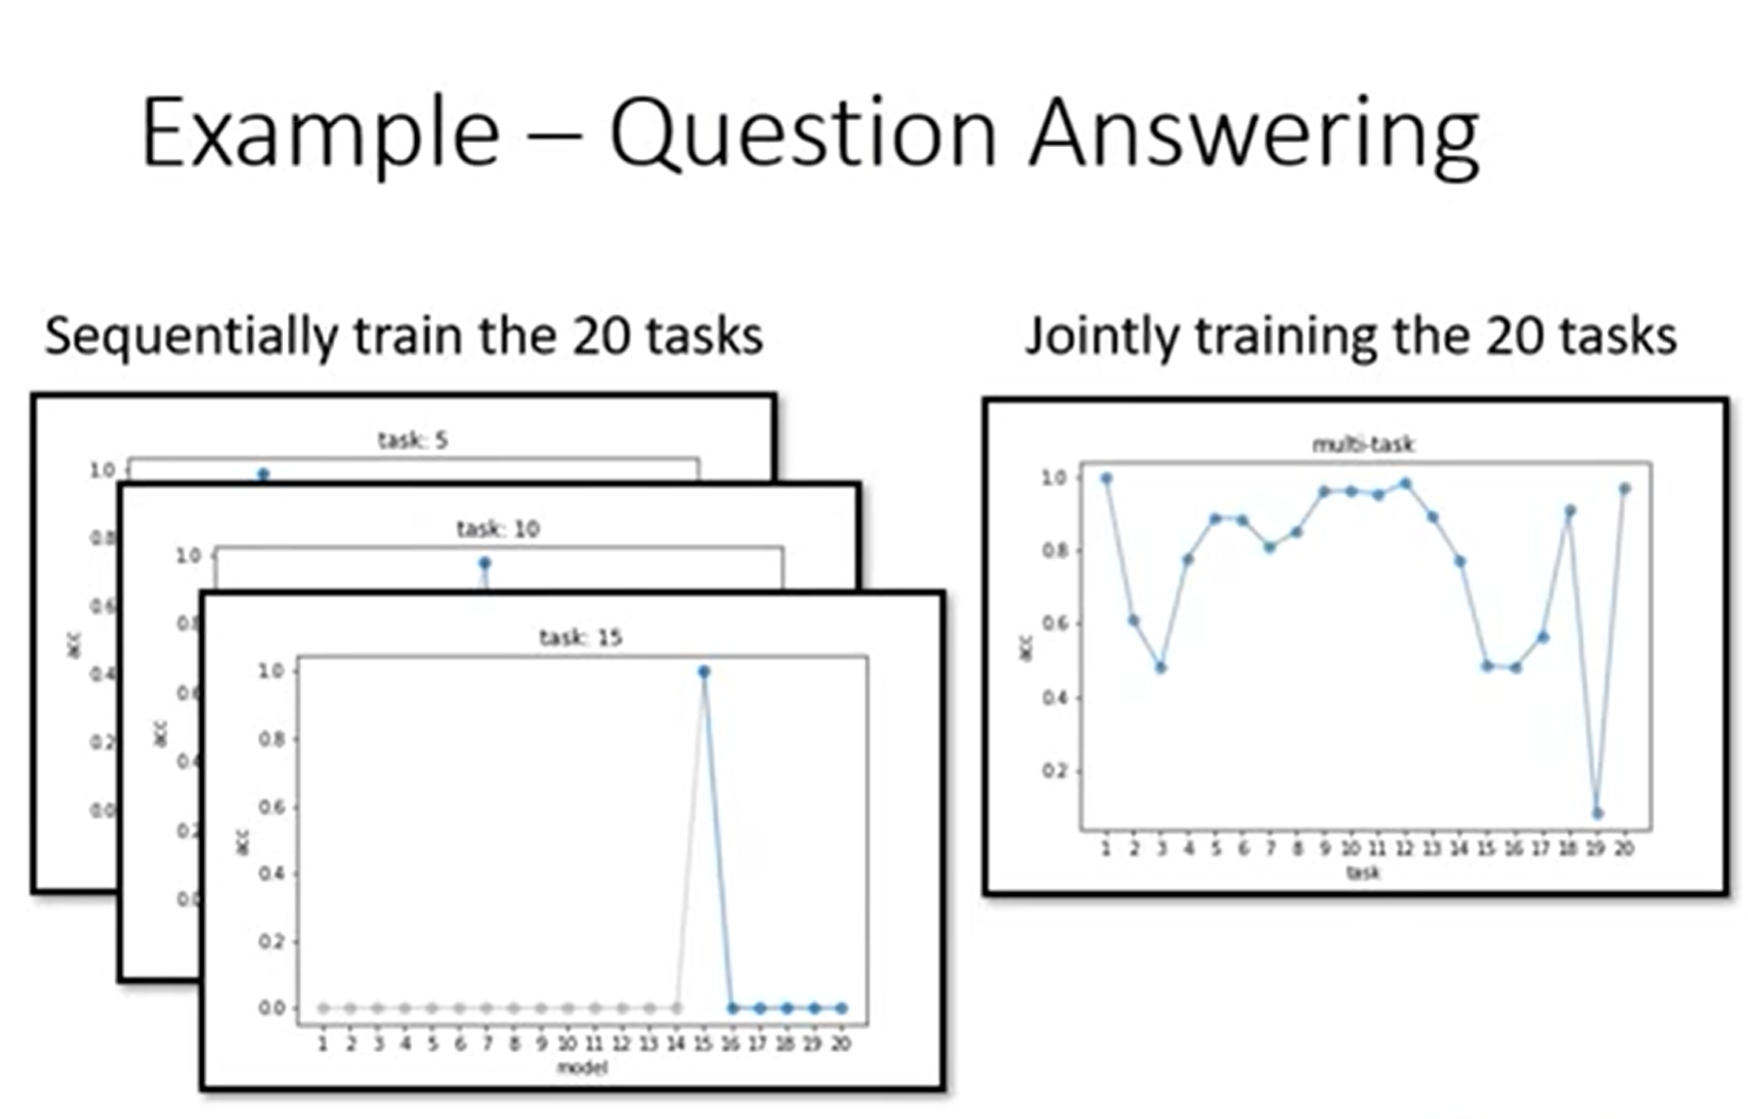 Example – Question Answering
Sequentially train the 20 tasks
task: 5
1.0
0.8
0.6
0.4
0.2
0.0
acc
task: 10
1.0
0.8
0.6
0.4
0.2
0.0
acc
task: 15
1.0
0.8
0.6
0.4
0.2
0.0
acc
1 2 3 4 5 6 7 8 9 10 11 12 13 14 15 16 17 18 19 20
model
Jointly training the 20 tasks
multi-task
1.0
0.8
0.6
0.4
0.2
acc
1 2 3 4 5 6 7 8 9 10 11 12 13 14 15 16 17 18 19 20
task